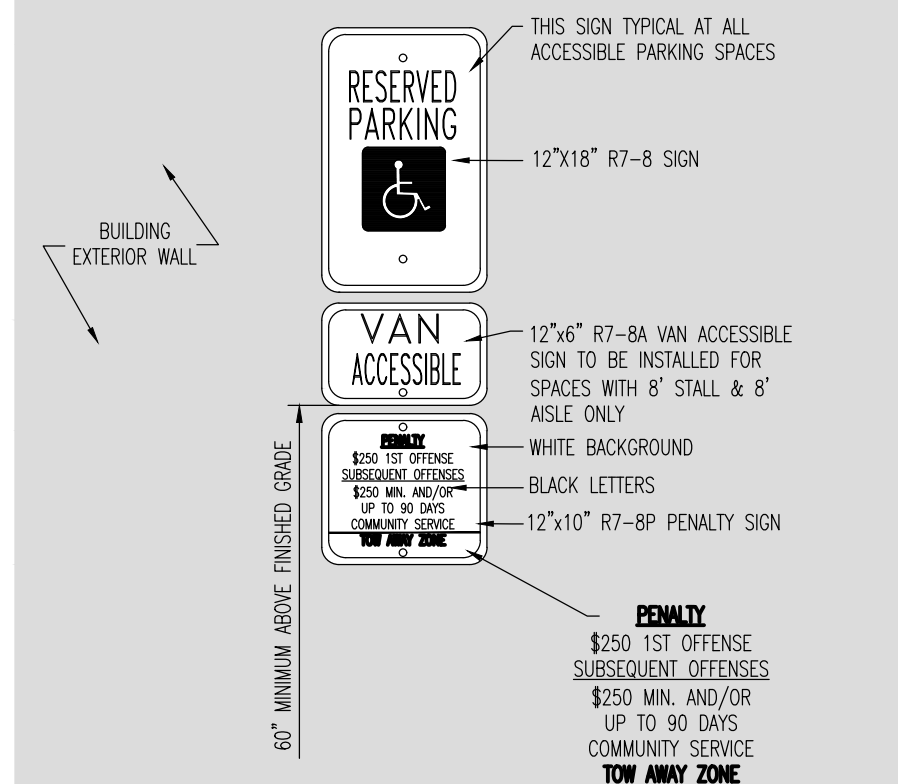 THIS SIGN TYPICAL AT ALL
ACCESSIBLE PARKING SPACES
RESERVED
PARKING
12”X18” R7-8 SIGN
BUILDING
EXTERIOR WALL
VAN
ACCESSIBLE
12”x6” R7-8A VAN ACCESSIBLE
SIGN TO BE INSTALLED FOR
SPACES WITH 8’ STALL & 8’
AISLE ONLY
PENALTY
$250 1ST OFFENSE
SUBSEQUENT OFFENSES
$250 MIN. AND/OR
UP TO 90 DAYS
COMMUNITY SERVICE
TOW AWAY ZONE
WHITE BACKGROUND
BLACK LETTERS
12”x10” R7-8P PENALTY SIGN
60” MINIMUM ABOVE FINISHED GRADE
PENALTY
$250 1ST OFFENSE
SUBSEQUENT OFFENSES
$250 MIN. AND/OR
UP TO 90 DAYS
COMMUNITY SERVICE
TOW AWAY ZONE